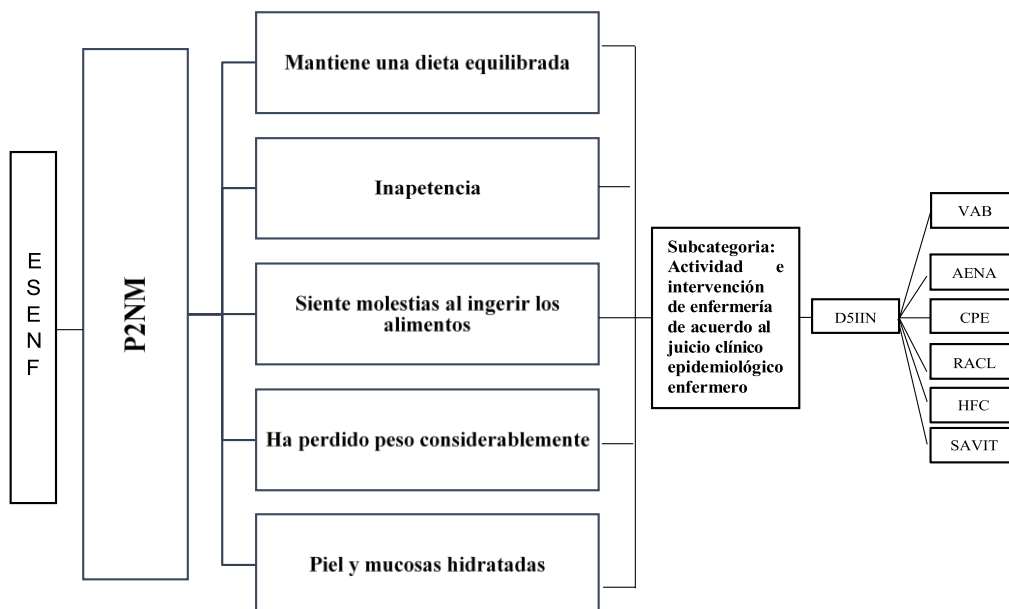 E
S
E
N
F
P2NM
Mantiene una dieta equilibrada
Inapetencia
Siente molestias al ingerir los
alimentos
Ha perdido peso considerablemente
Piel y mucosas hidratadas
Subcategoria:
Actividad e
intervención
de enfermería
de acuerdo al
juicio clínico
epidemiológico
enfermero
D5IIN
VAB
AENA
CPE
RACL
HFC
SAVIT